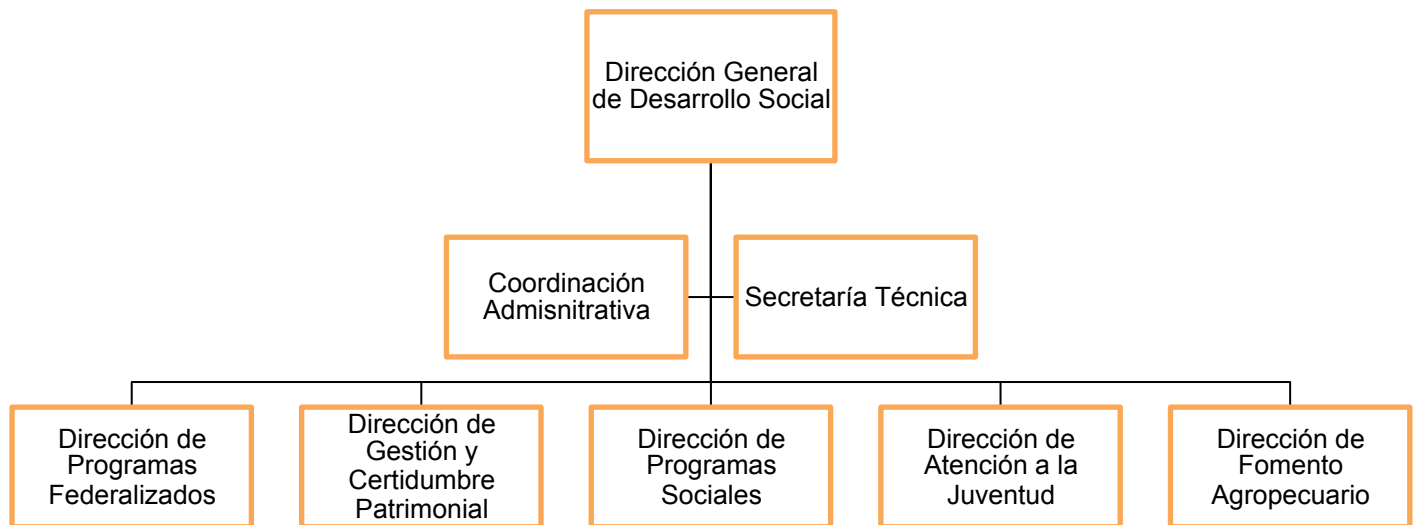 Dirección General
de Desarrollo Social
Coordinación
Admisnitrativa
Secretaría Técnica
Dirección de
Programas
Federalizados
Dirección de
Gestión y
Certidumbre
Patrimonial
Dirección de
Programas
Sociales
Dirección de
Atención a la
Juventud
Dirección de
Fomento
Agropecuario